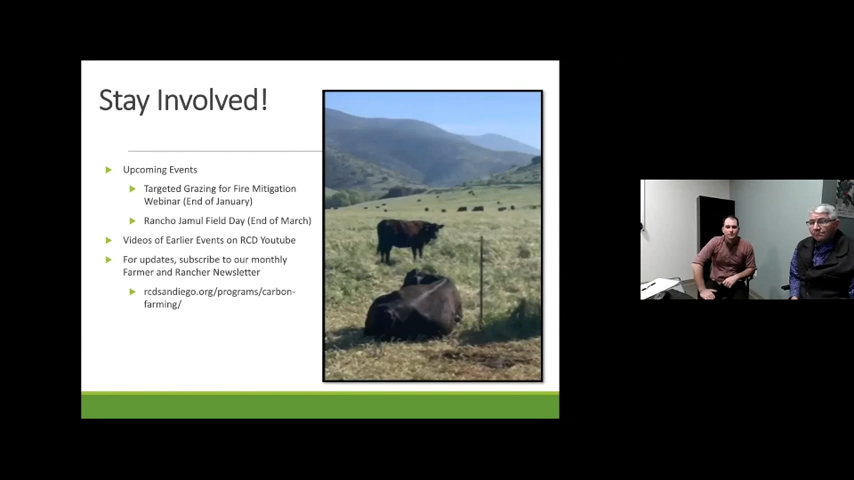 Stay Involved!
Upcoming Events
Targeted Grazing for Fire Mitigation
Webinar (End of January)
Rancho Jamul Field Day (End of March)
Videos of Earlier Events on RCD Youtube
For updates, subscribe to our monthly
Farmer and Rancher Newsletter
rcdsandiego.org/programs/carbon-
farming/